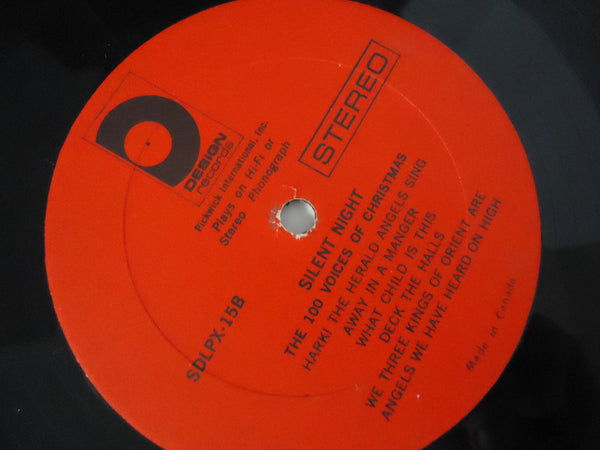 DESIGN
records
Pickwick International, Inc.
Plays on Hi-Fi or
Stereo Phonograph
STEREO
SDLPX-15B
SILENT NIGHT
THE 100 VOICES OF CHRISTMAS
HARK! THE HERALD ANGELS SING
AWAY IN A MANGER
WHAT CHILD IS THIS
DECK THE HALLS
WE THREE KINGS OF ORIENT ARE
ANGELS WE HAVE HEARD ON HIGH
Made in Canada